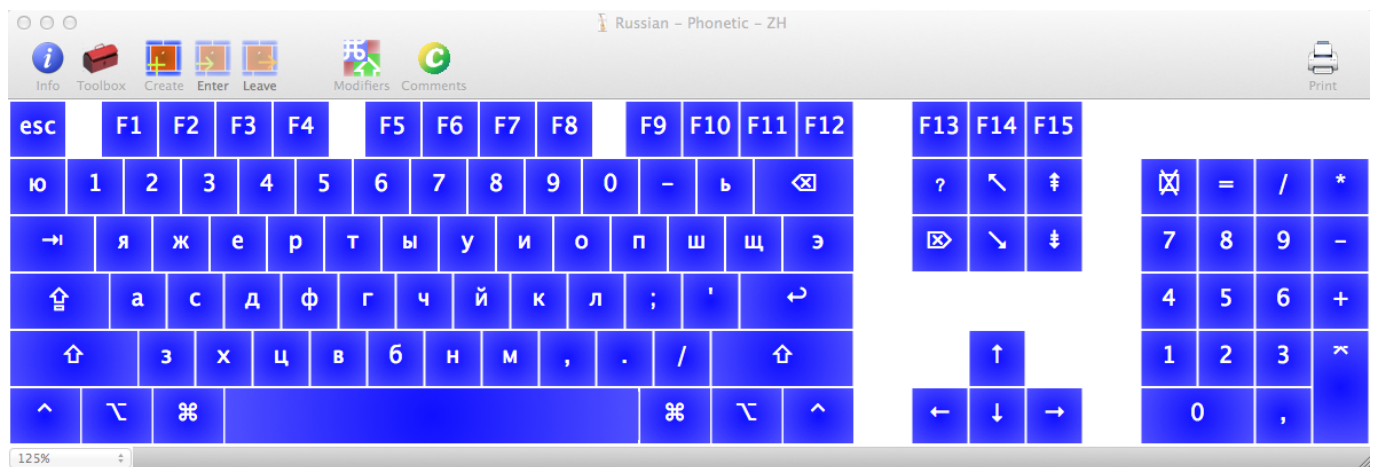 Russian – Phonetic – ZH
Info Toolbox Create Enter Leave Modifiers Comments Print
esc F1 F2 F3 F4 F5 F6 F7 F8 F9 F10 F11 F12 F13 F14 F15
ю 1 2 3 4 5 6 7 8 9 0 – ь ⌫ ? ↖ ⇞ = / *
⇥ я ж е р т ы у и о п ш щ э ⌦ ↘ ⇟ 7 8 9 –
а с д ф г ч й к л ; ' ↩ 4 5 6 +
⇧ з х ц в б н м , . / ⇧ ↑ 1 2 3 ⌅
^ ⌥ ⌘ ⌘ ⌥ ^ ← ↓ → 0 ,
125%